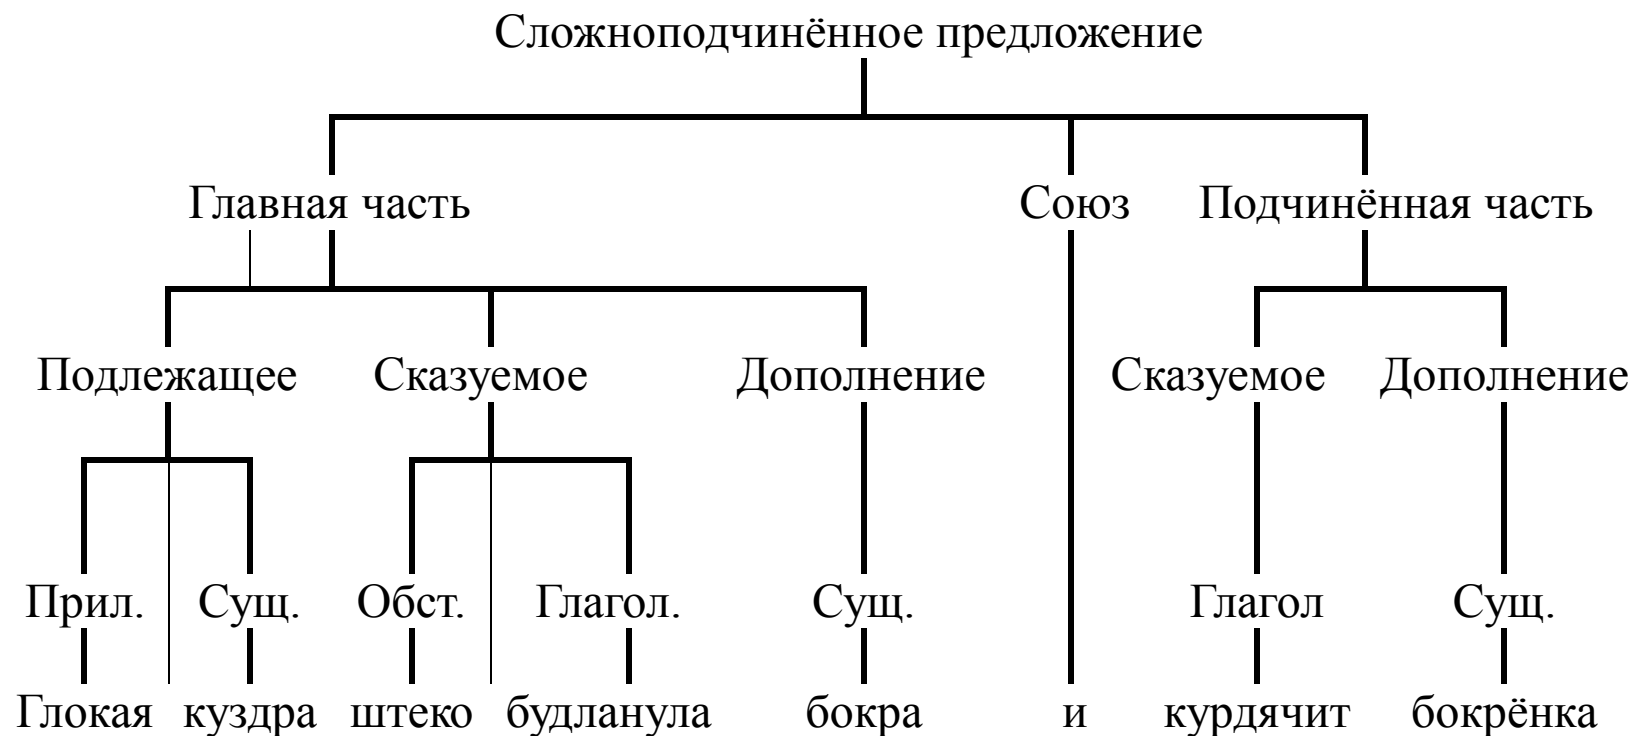 Сложноподчинённое предложение
Главная часть Союз Подчинённая часть
Подлежащее Сказуемое Дополнение Сказуемое Дополнение
Прил. Сущ. Обст. Глагол. Сущ. Глагол Сущ.
Глокая куздра штеко будланула бокра и курдячит бокрёнка